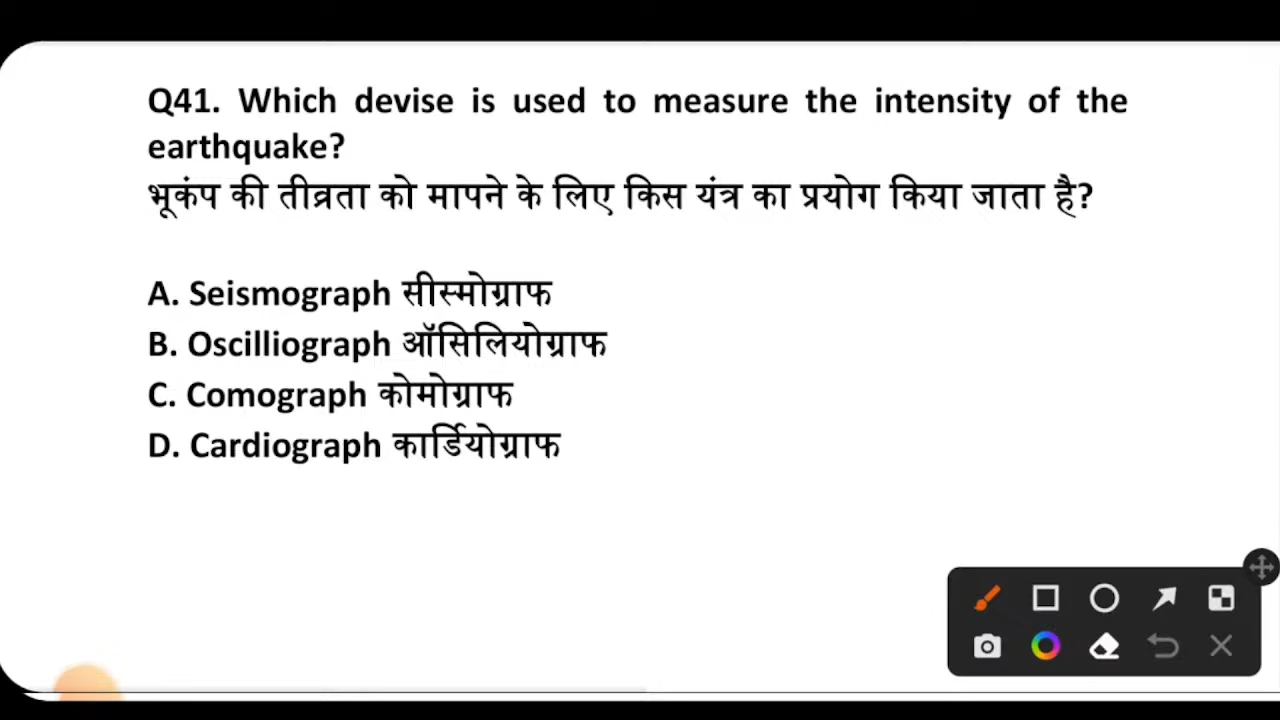 Q41. Which devise is used to measure the intensity of the
earthquake?
भूकंप की तीव्रता को मापने के लिए किस यंत्र का प्रयोग किया जाता है?
A. Seismograph सीस्मोग्राफ
B. Oscilliograph ऑसिलियोग्राफ
C. Comograph कोमोग्राफ
D. Cardiograph कार्डियोग्राफ